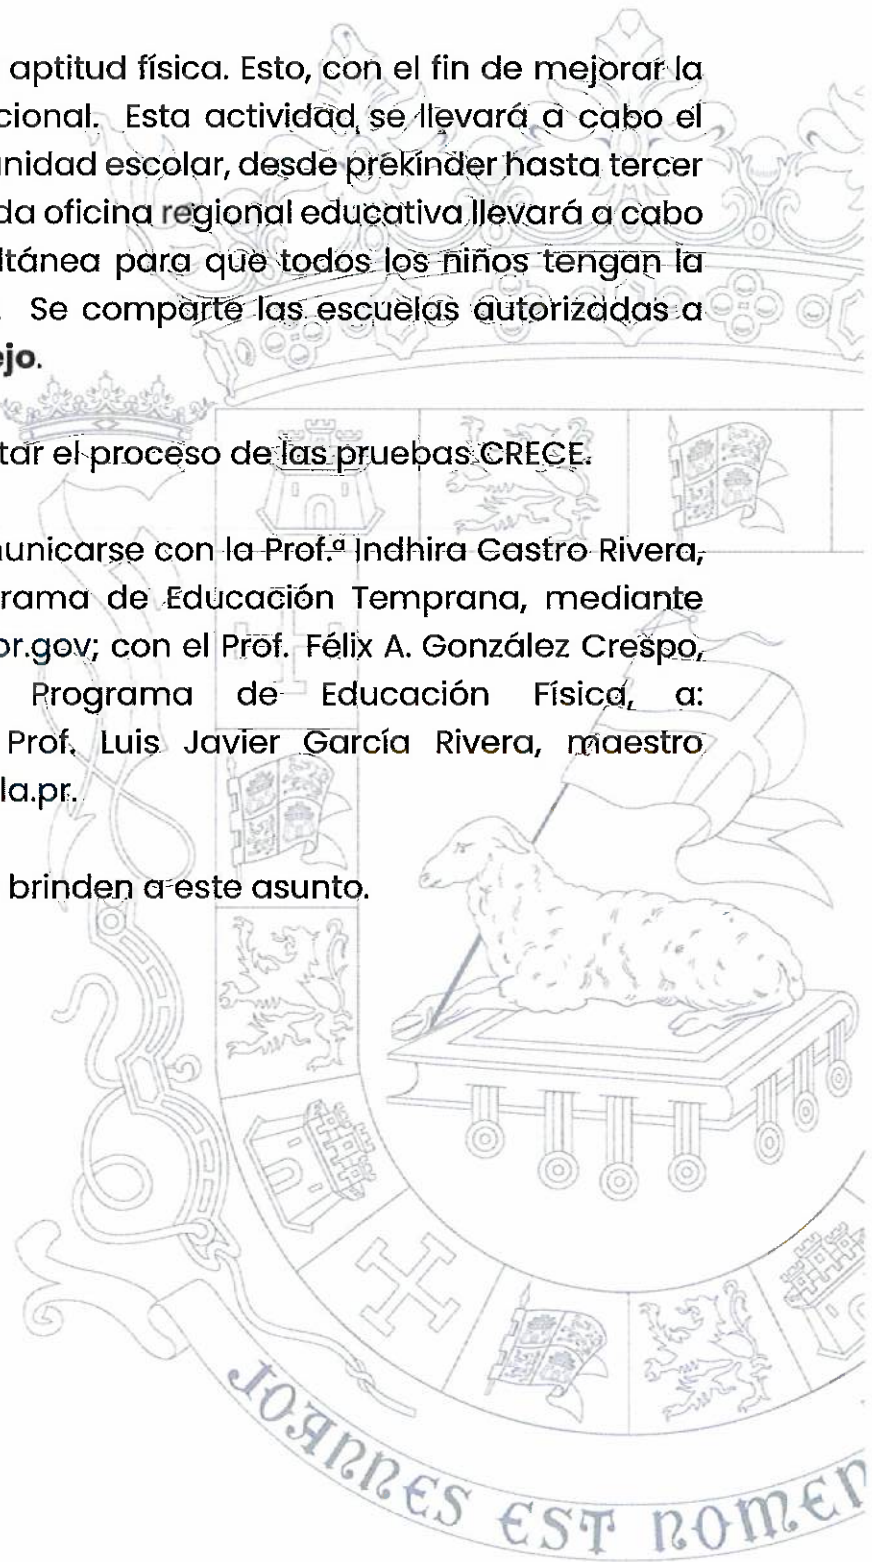 aptitud física. Esto, con el fin de mejorar la
cional. Esta actividad se llevará a cabo el
nidad escolar, desde prekínder hasta tercer
da oficina regional educativa llevará a cabo
ltánea para que todos los niños tengan la
. Se comparte las escuelas autorizadas a
ejo.
tar el proceso de las pruebas CRECE.
nunicarse con la Prof.ª Indhira Castro Rivera,
rama de Educación Temprana, mediante
pr.gov; con el Prof. Félix A. González Crespo,
Programa de Educación Física, a:
Prof. Luis Javier García Rivera, maestro
la.pr.
brinden a este asunto.
JOANNES EST NOMEN